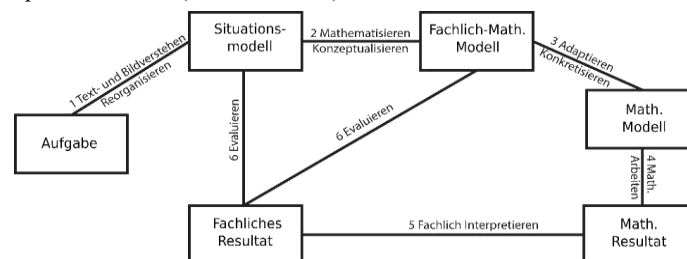 Situations-
modell
2 Mathematisieren
Konzeptualisieren
Fachlich-Math.
Modell
3 Adaptieren
Konkretisieren
1 Text- und Bildverstehen
Reorganisieren
Aufgabe
6 Evaluieren
6 Evaluieren
Math.
Modell
4 Math.
Arbeiten
Fachliches
Resultat
5 Fachlich Interpretieren
Math.
Resultat